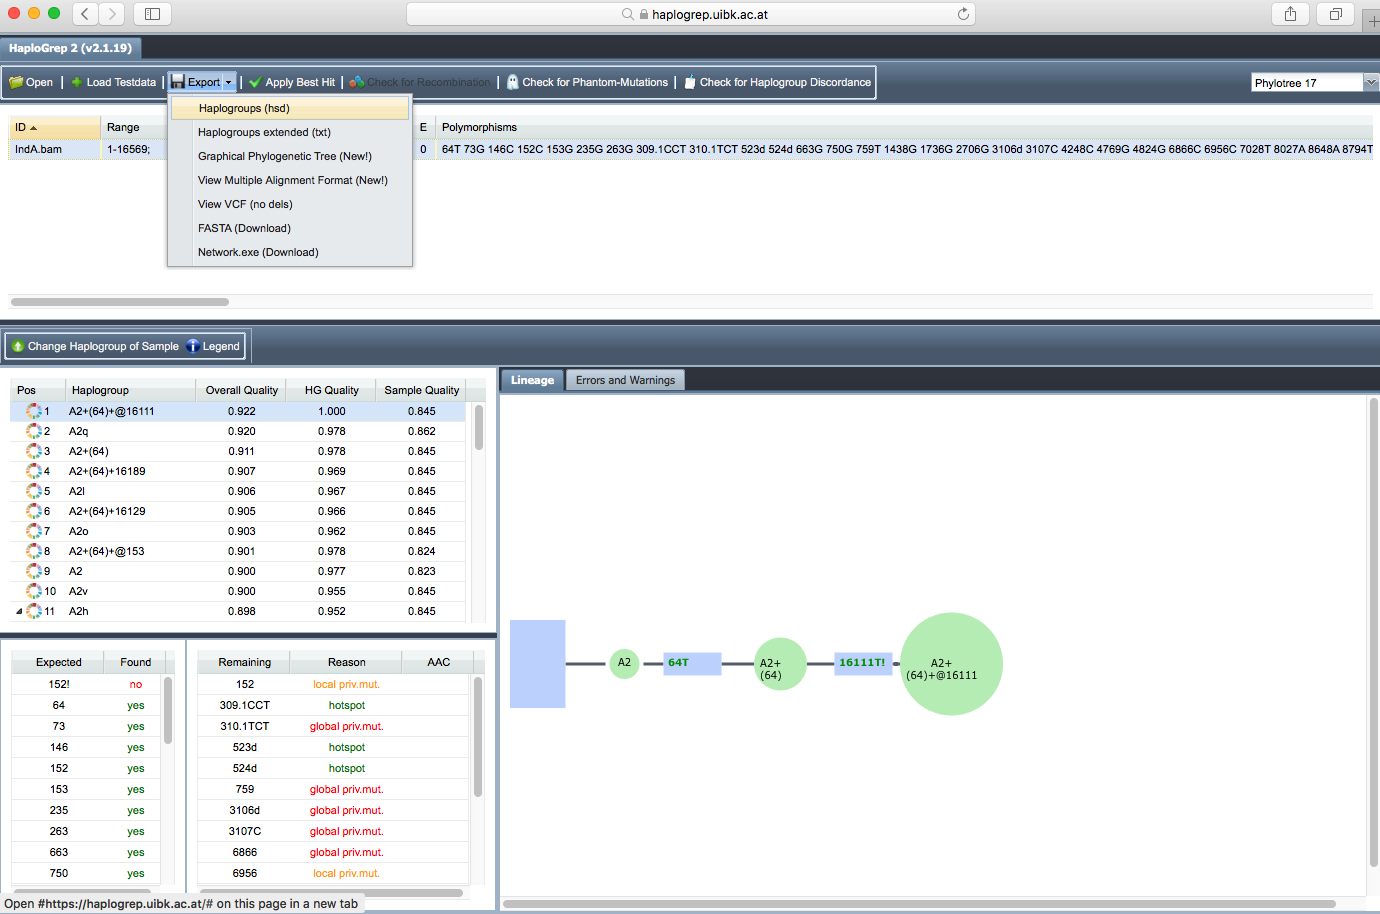 haplogrep.uibk.ac.at
HaploGrep 2 (v2.1.19)
Open Load Testdata Export Apply Best Hit Check for Recombination Check for Phantom-Mutations Check for Haplogroup Discordance Phylotree 17
Haplogroups (hsd)
Haplogroups extended (txt)
Graphical Phylogenetic Tree (New!)
View Multiple Alignment Format (New!)
View VCF (no dels)
FASTA (Download)
Network.exe (Download)
ID Range E Polymorphisms
IndA.bam 1-16569; 0 64T 73G 146C 152C 153G 235G 263G 309.1CCT 310.1TCT 523d 524d 663G 750G 759T 1438G 1736G 2706G 3106d 3107C 4248C 4769G 4824G 6866C 6956C 7028T 8027A 8648A 8794T
Change Haplogroup of Sample Legend
Pos Haplogroup Overall Quality HG Quality Sample Quality
1 A2+(64)+@16111 0.922 1.000 0.845
2 A2q 0.920 0.978 0.862
3 A2+(64) 0.911 0.978 0.845
4 A2+(64)+16189 0.907 0.969 0.845
5 A2l 0.906 0.967 0.845
6 A2+(64)+16129 0.905 0.966 0.845
7 A2o 0.903 0.962 0.845
8 A2+(64)+@153 0.901 0.978 0.824
9 A2 0.900 0.977 0.823
10 A2v 0.900 0.955 0.845
11 A2h 0.898 0.952 0.845
Expected Found
152! no
64 yes
73 yes
146 yes
152 yes
153 yes
235 yes
263 yes
663 yes
750 yes
Remaining Reason AAC
152 local priv.mut.
309.1CCT hotspot
310.1TCT global priv.mut.
523d hotspot
524d hotspot
759 global priv.mut.
3106d global priv.mut.
3107C global priv.mut.
6866 global priv.mut.
6956 local priv.mut.
Lineage Errors and Warnings
A2 64T A2+
(64)
16111T! A2+
(64)+@16111
Open #https://haplogrep.uibk.ac.at/# on this page in a new tab